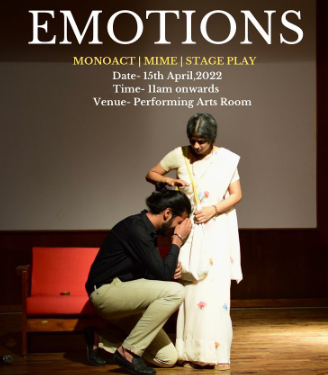 EMOTIONS
MONOACT | MIME | STAGE PLAY
Date- 15th April,2022
Time- 11am onwards
Venue- Performing Arts Room